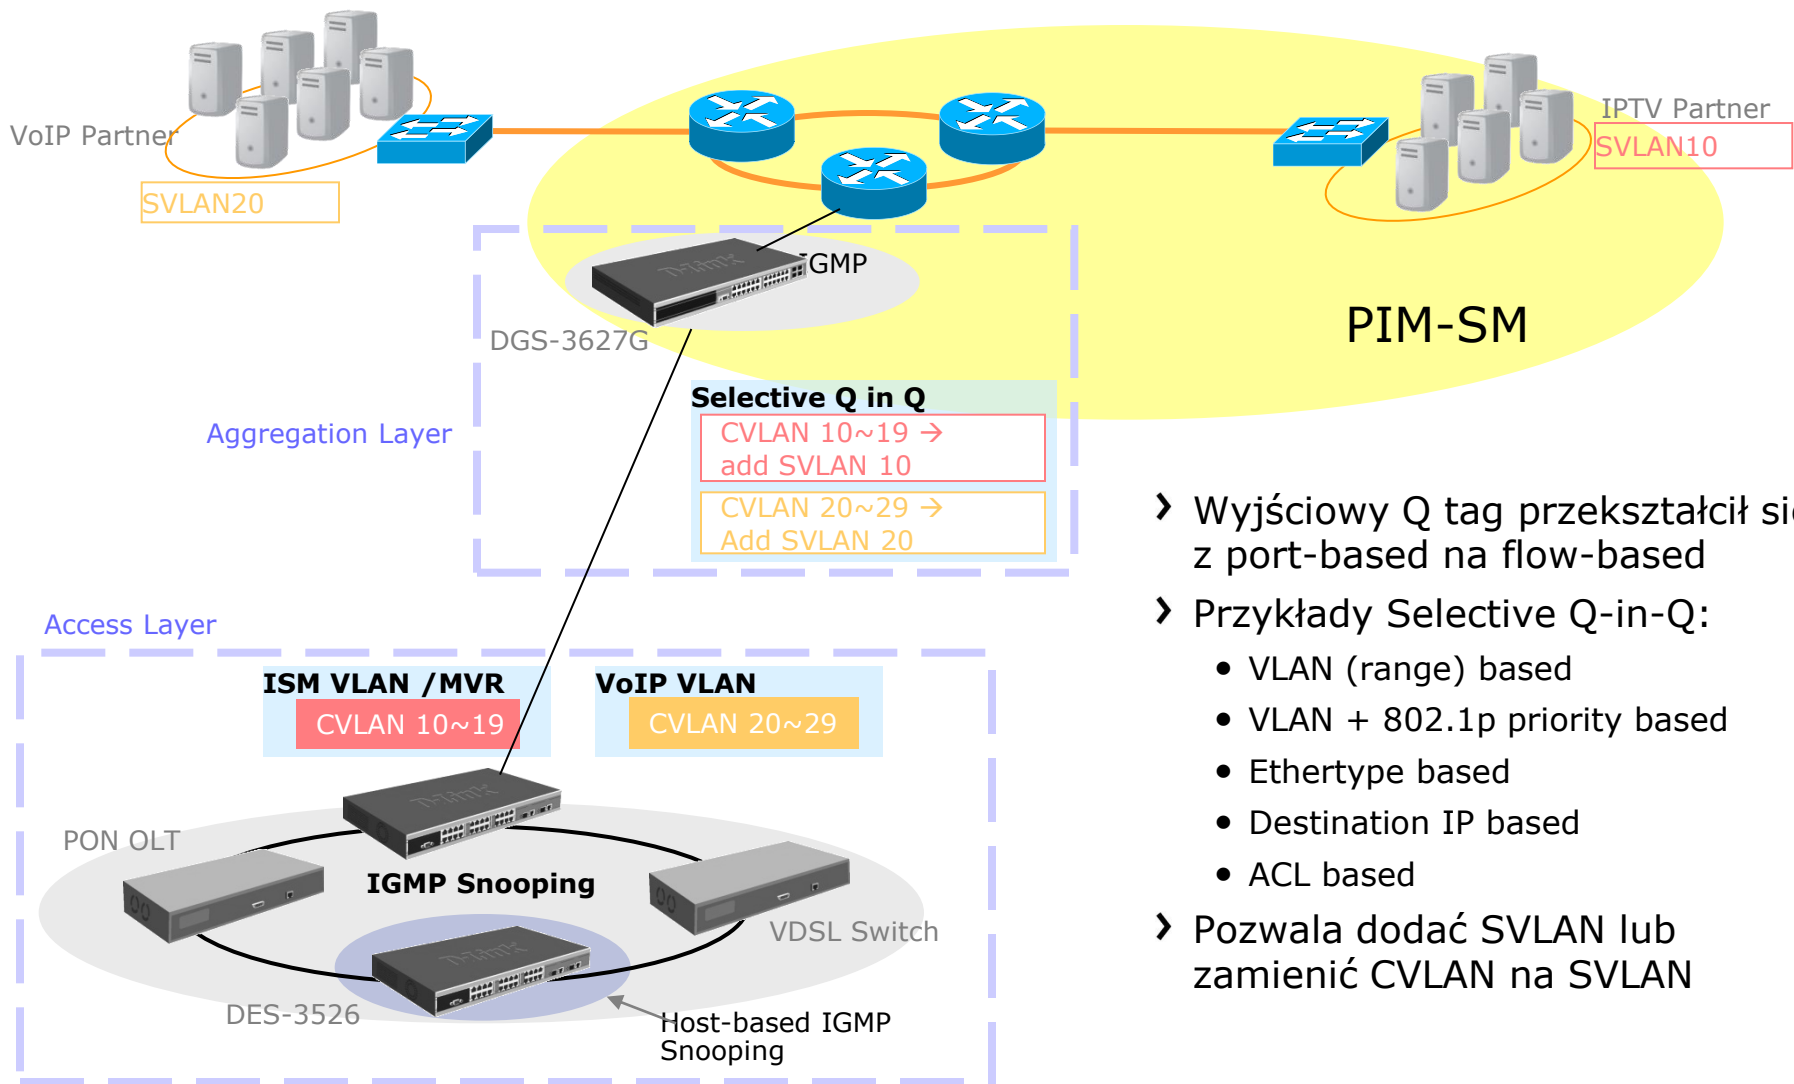 VoIP Partner
SVLAN20
IPTV Partner
SVLAN10
D-Link
IGMP
DGS-3627G
PIM-SM
Aggregation Layer
Selective Q in Q
CVLAN 10~19 →
add SVLAN 10
CVLAN 20~29 →
Add SVLAN 20
Access Layer
ISM VLAN /MVR
CVLAN 10~19
VoIP VLAN
CVLAN 20~29
D-Link
PON OLT
IGMP Snooping
VDSL Switch
D-Link
DES-3526
Host-based IGMP
Snooping
Wyjściowy Q tag przekształcił się
z port-based na flow-based
Przykłady Selective Q-in-Q:
• VLAN (range) based
• VLAN + 802.1p priority based
• Ethertype based
• Destination IP based
• ACL based
Pozwala dodać SVLAN lub
zamienić CVLAN na SVLAN